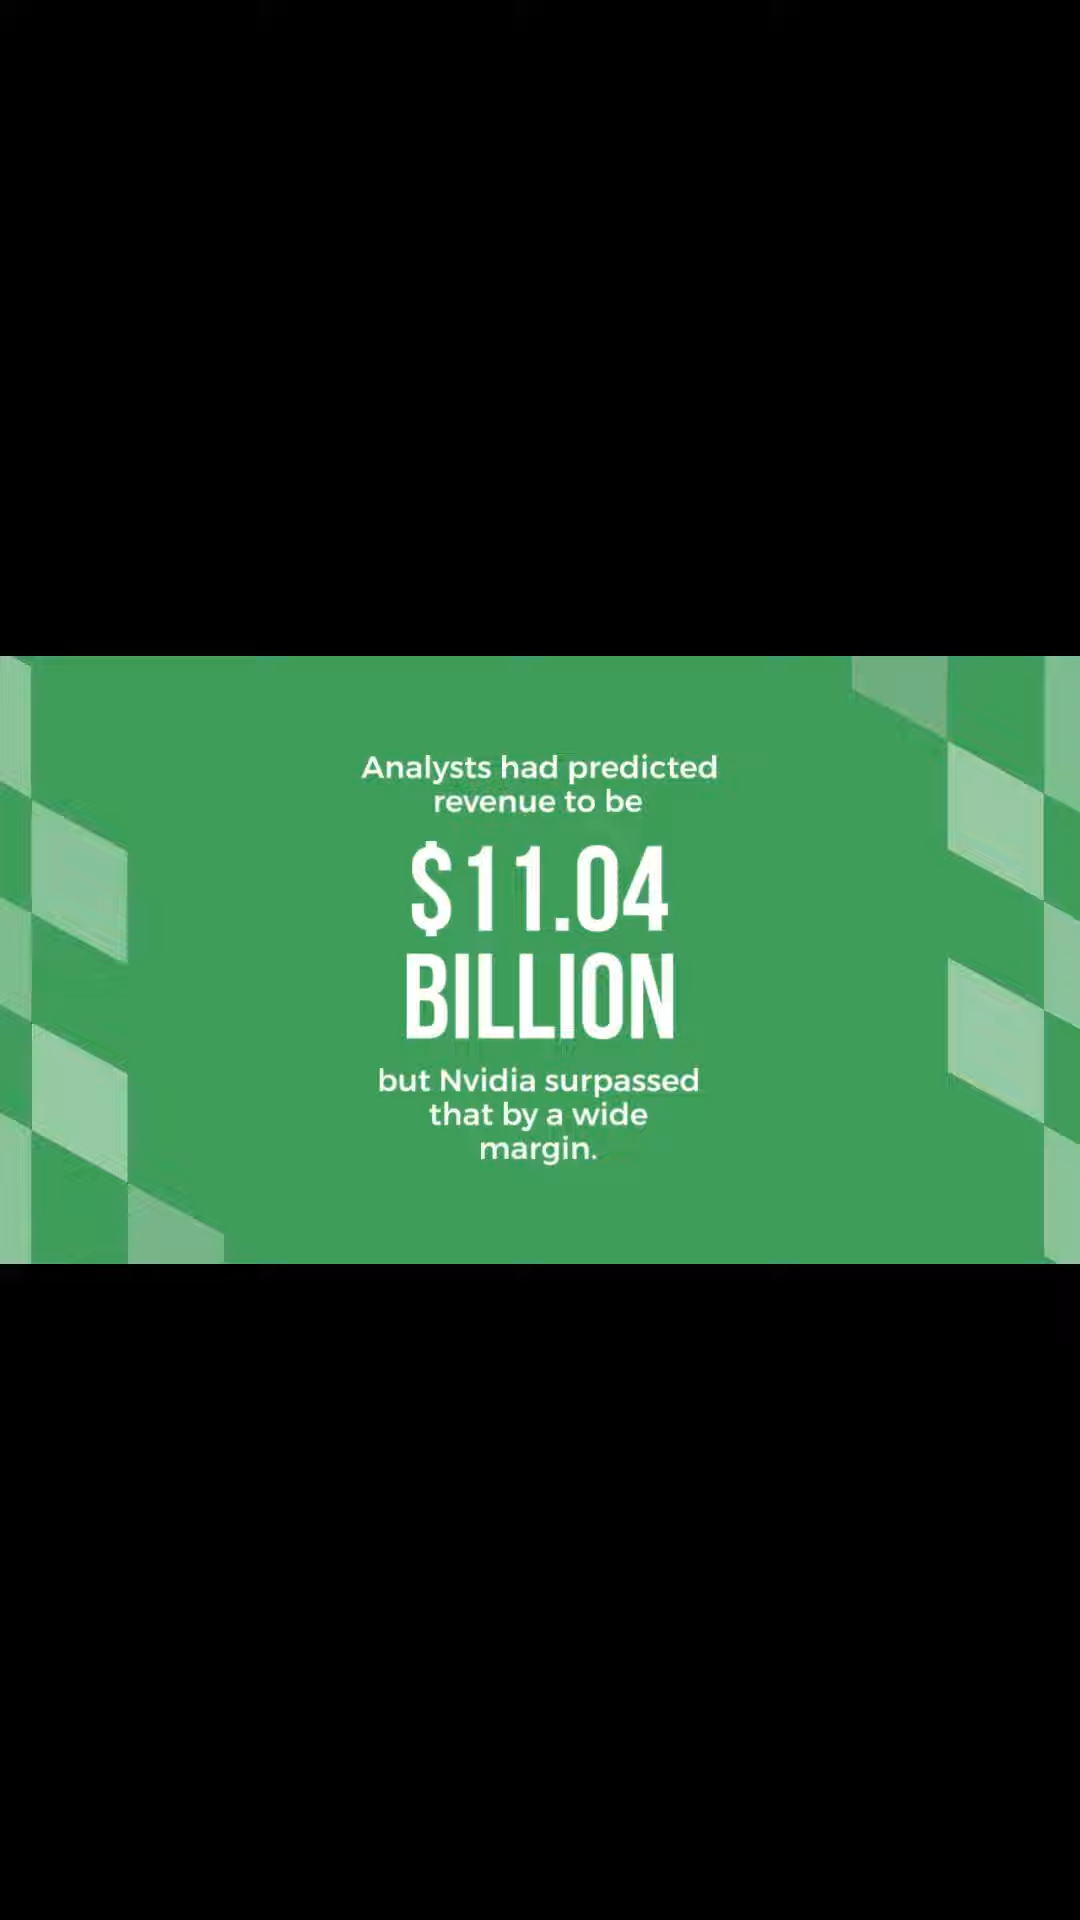 Analysts had predicted
revenue to be
$11.04
BILLION
but Nvidia surpassed
that by a wide
margin.